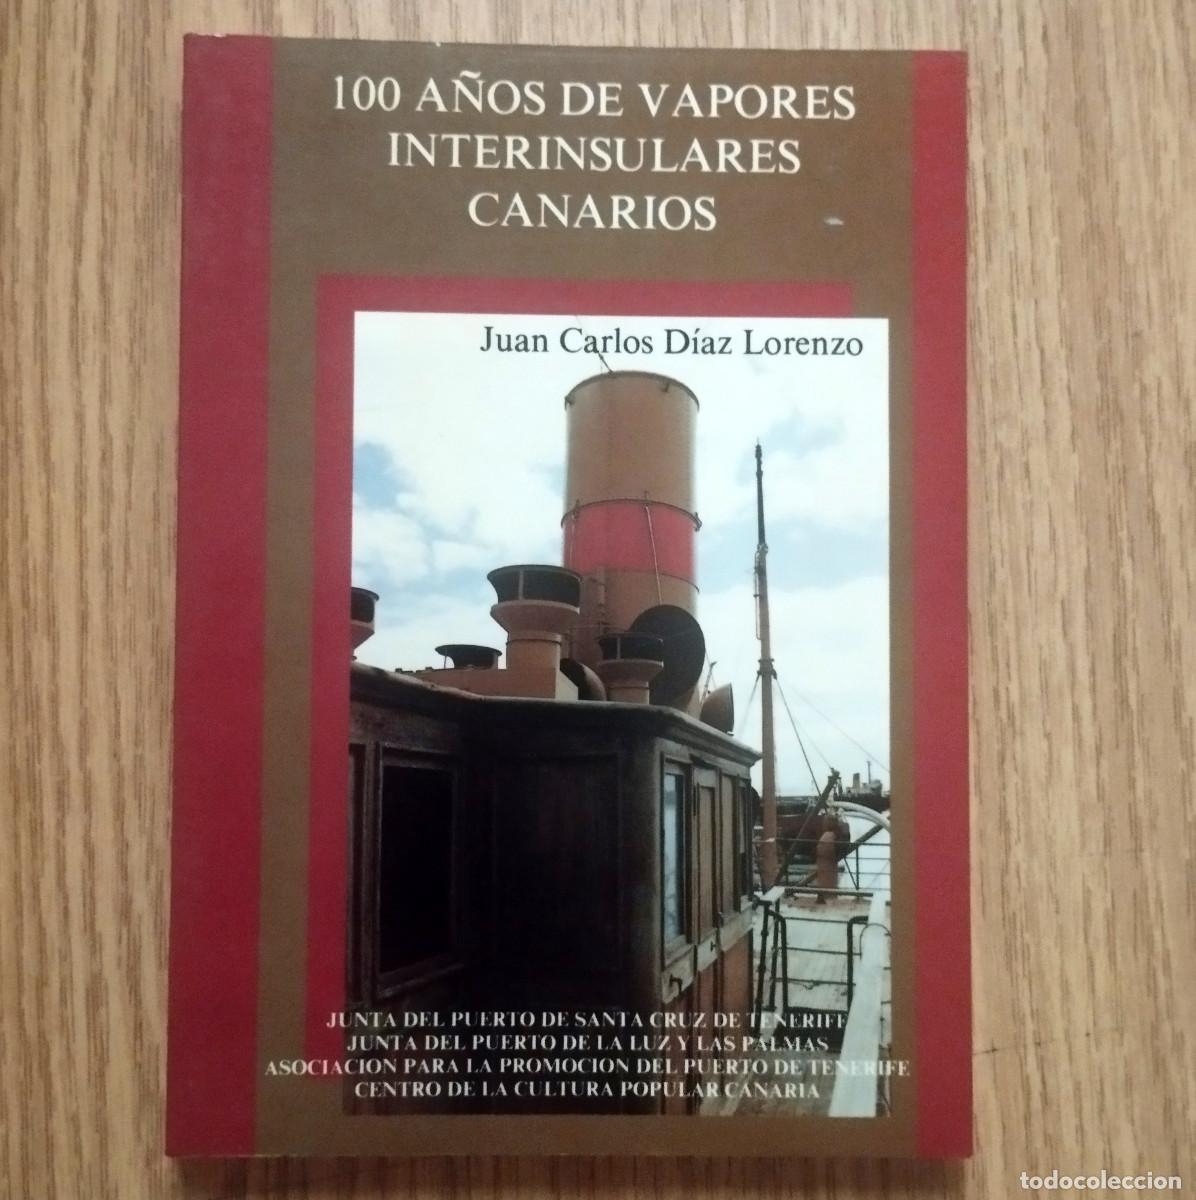 100 AÑOS DE VAPORES
INTERINSULARES
CANARIOS
Juan Carlos Díaz Lorenzo
JUNTA DEL PUERTO DE SANTA CRUZ DE TENERIFE
JUNTA DEL PUERTO DE LA LUZ Y LAS PALMAS
ASOCIACION PARA LA PROMOCION DEL PUERTO DE TENERIFE
CENTRO DE LA CULTURA POPULAR CANARIA
todocoleccion